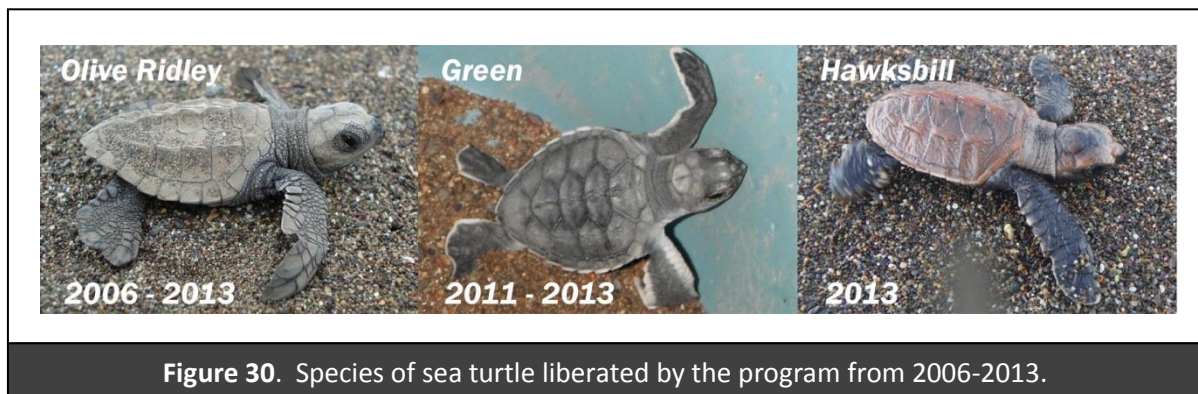 Olive Ridley
Green
Hawksbill
2006 - 2013
2011 - 2013
2013
Figure 30.  Species of sea turtle liberated by the program from 2006-2013.